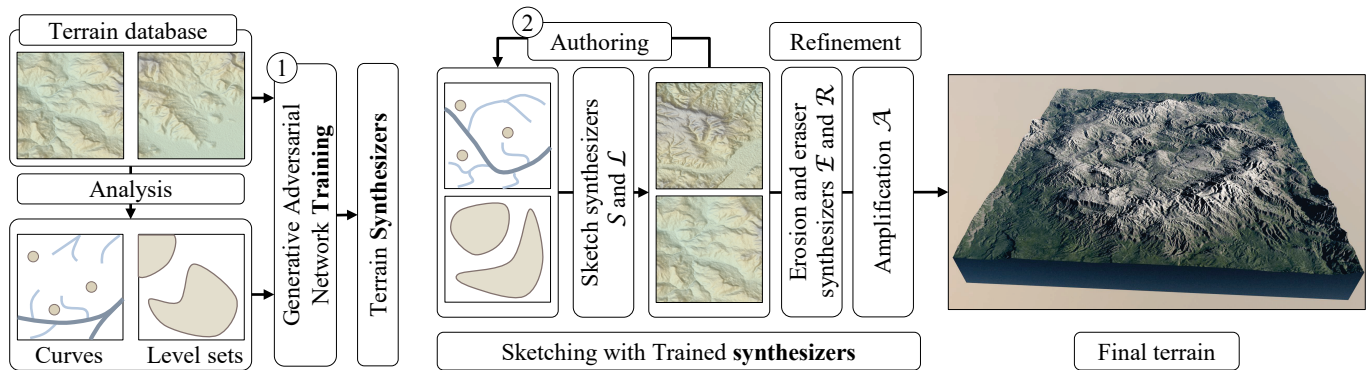 Terrain database
Analysis
Curves
Level sets
1
Generative Adversarial
Network Training
Terrain Synthesizers
2
Authoring
Sketch synthesizers
𝒮 and ℒ
Refinement
Erosion and eraser
synthesizers ℰ and ℛ
Amplification 𝒜
Sketching with Trained synthesizers
Final terrain